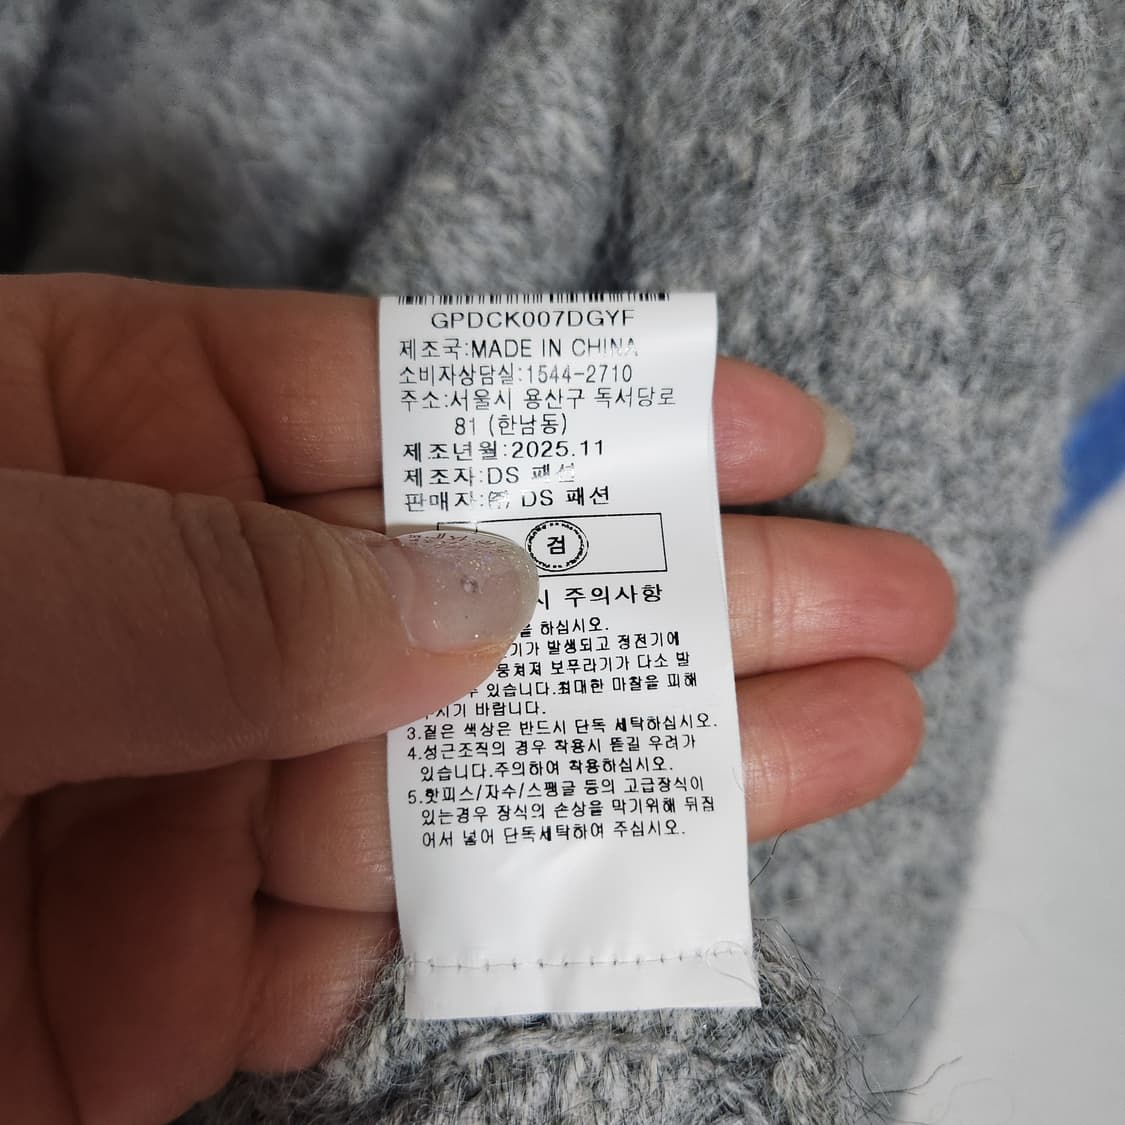 GPDCK007DGYF
제조국:MADE IN CHINA
소비자상담실:1544-2710
주소:서울시 용산구 독서당로
81 (한남동)
제조년월:2025.11
제조자:DS 패션
판매자:㈜ DS 패션
검
시 주의사항
하십시오.
발생되고 정전기에
뭉쳐져 보푸라기가 다소 발
수 있습니다.최대한 마찰을 피해
바랍니다.
3.짙은 색상은 반드시 단독 세탁하십시오.
4.성근조직의 경우 착용시 뜯길 우려가
있습니다.주의하여 착용하십시오.
5.핫피스/자수/스팽글 등의 고급장식이
있는경우 장식의 손상을 막기위해 뒤집
어서 넣어 단독세탁하여 주십시오.